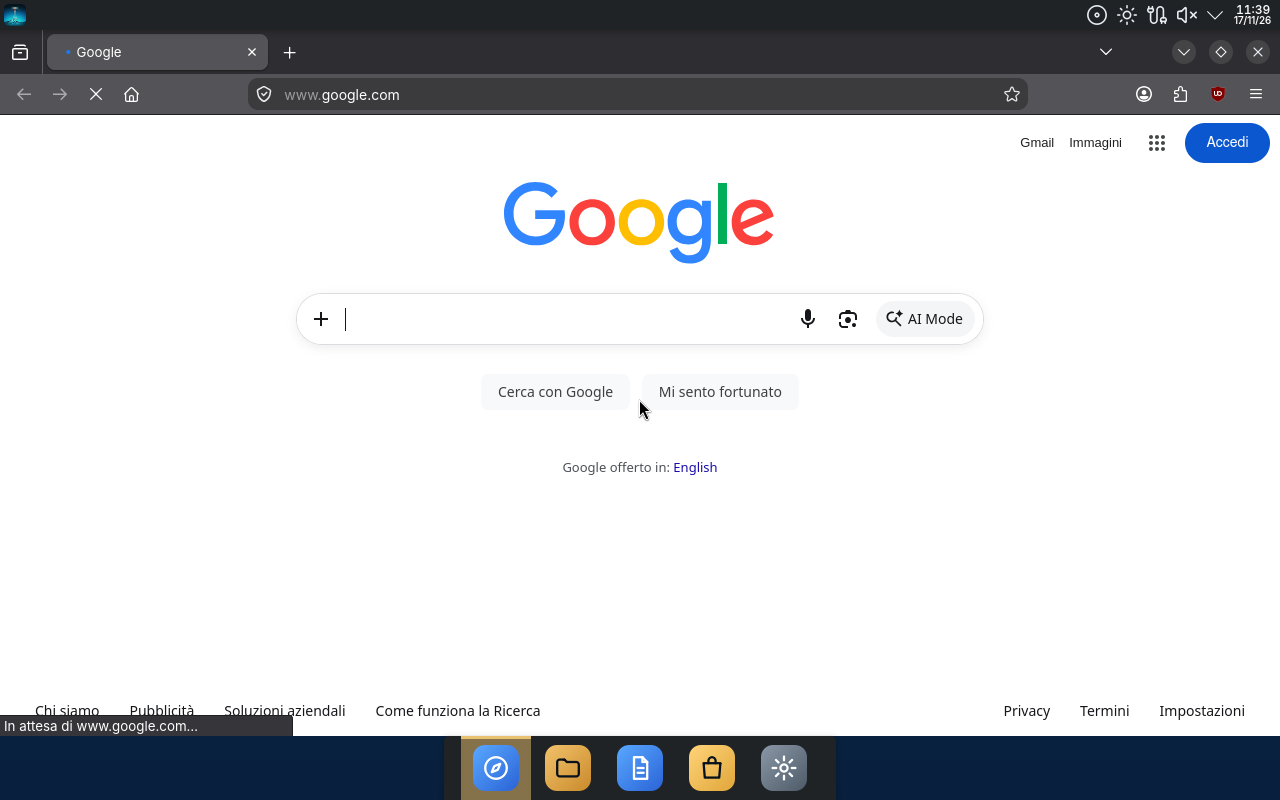 11:39
17/11/26
Google
www.google.com
Gmail Immagini Accedi
Google
AI Mode
Cerca con Google Mi sento fortunato
Google offerto in: English
Chi siamo Pubblicità Soluzioni aziendali Come funziona la Ricerca Privacy Termini Impostazioni
In attesa di www.google.com...